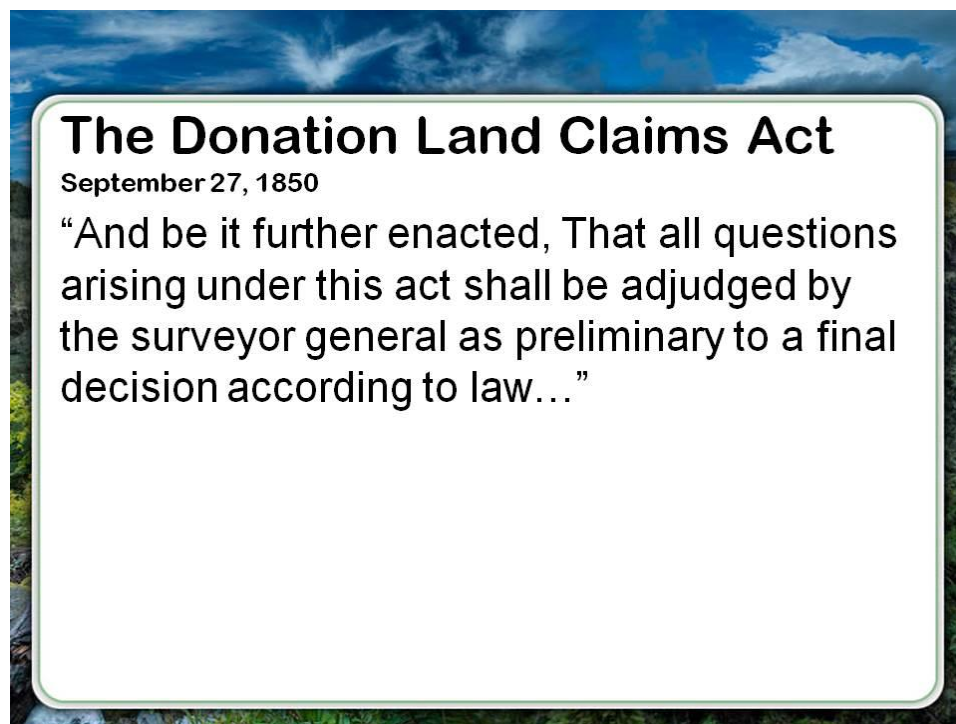 The Donation Land Claims Act
September 27, 1850
“And be it further enacted, That all questions
arising under this act shall be adjudged by
the surveyor general as preliminary to a final
decision according to law…”